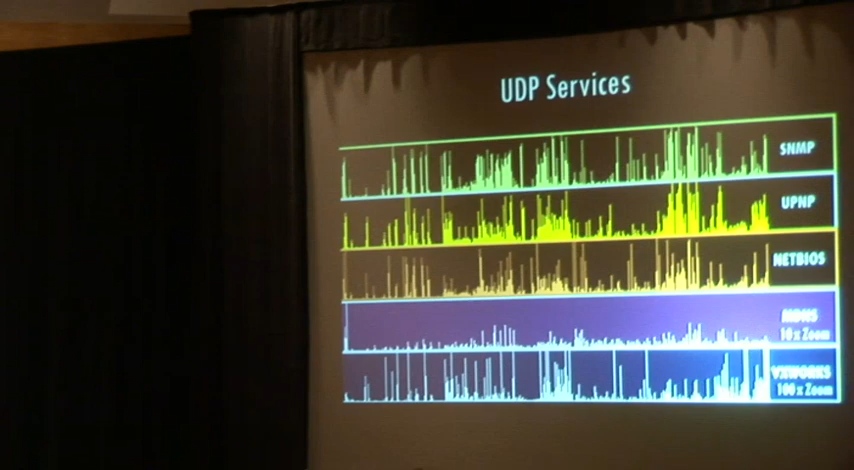 UDP Services
SNMP
UPNP
NETBIOS
MDNS
10 x Zoom
VXWORKS
100 x Zoom